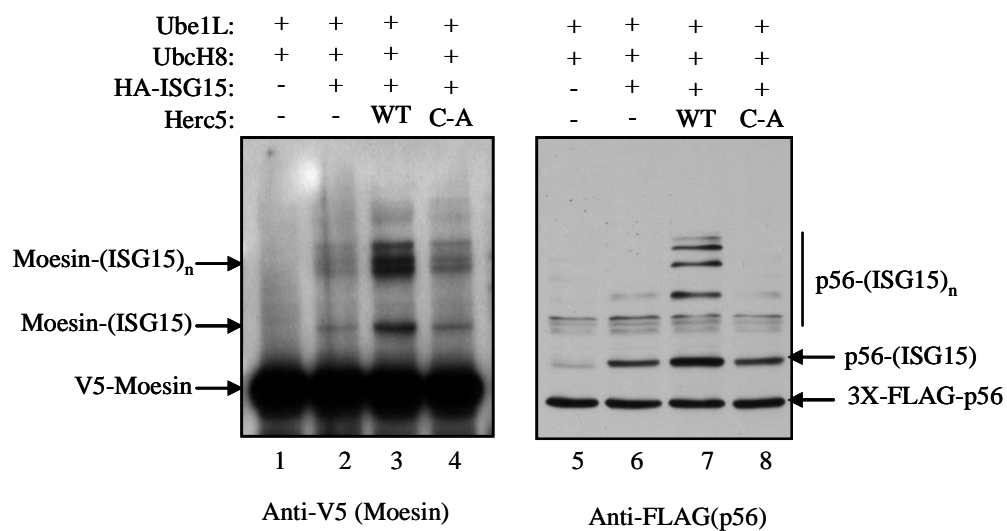 Ube1L: + + + + + + + +
UbcH8: + + + + + + + +
HA-ISG15: - + + + - + + +
Herc5: - - WT C-A - - WT C-A
Moesin-(ISG15)n
Moesin-(ISG15)
V5-Moesin
p56-(ISG15)n
p56-(ISG15)
3X-FLAG-p56
1 2 3 4 5 6 7 8
Anti-V5 (Moesin) Anti-FLAG(p56)